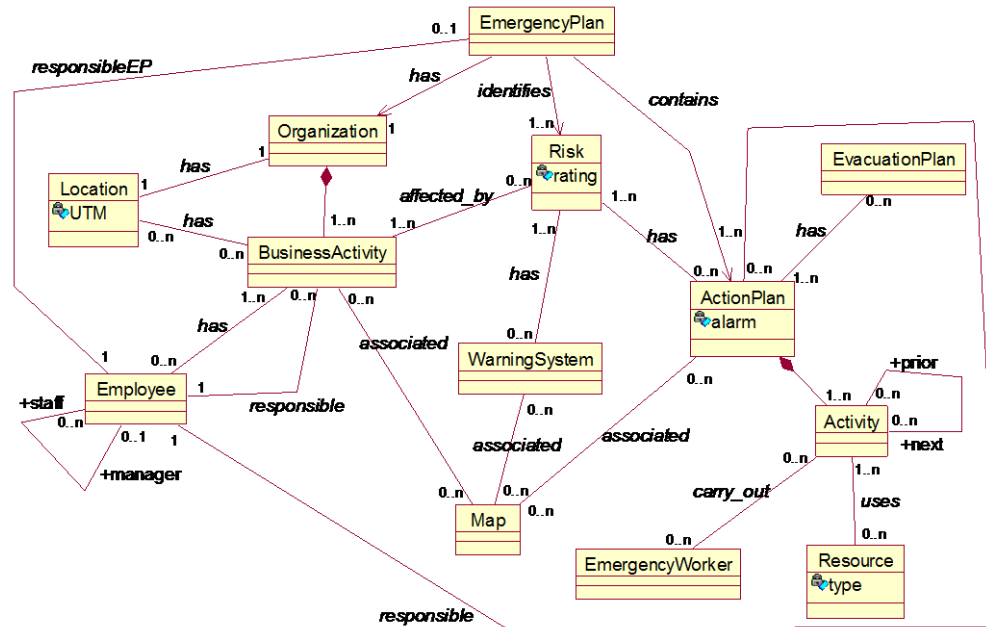 EmergencyPlan
0..1
responsibleEP
has
identifies
contains
Organization
1
1
1..n
Risk
rating
EvacuationPlan
0..n
Location
UTM
1
has
affected_by
0..n
1..n
has
0..n
has
0..n
1..n
1..n
1..n
has
1..n
0..n
1..n
BusinessActivity
0..n
0..n
1..n
ActionPlan
alarm
1..n
0..n
0..n
has
has
associated
0..n
WarningSystem
+prior
1
0..n
Employee
1
responsible
0..n
0..n
1..n
0..n
+staff
0..n
0..1
1
Activity
0..n
+next
+manager
associated
associated
0..n
1..n
carry_out
uses
0..n
0..n
0..n
Map
0..n
0..n
EmergencyWorker
Resource
type
responsible